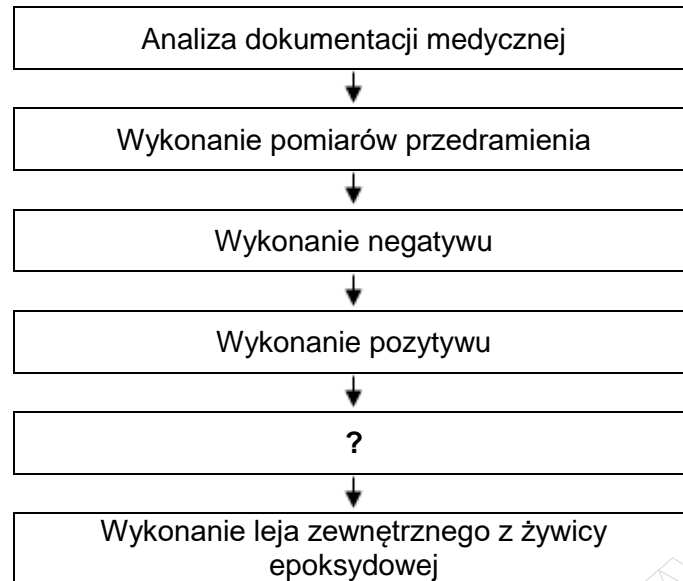 Analiza dokumentacji medycznej
Wykonanie pomiarów przedramienia
Wykonanie negatywu
Wykonanie pozytywu
?
Wykonanie leja zewnętrznego z żywicy
epoksydowej